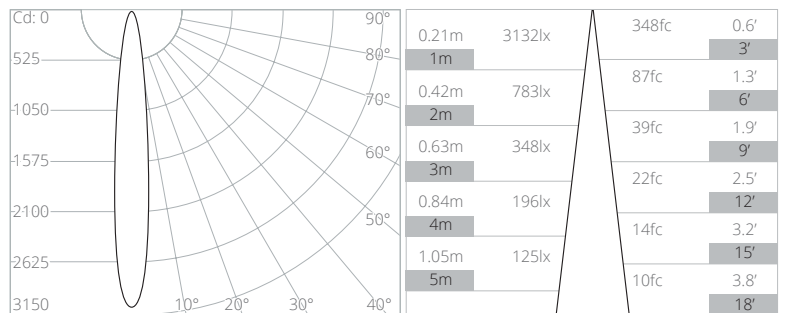 Cd: 0
525
1050
1575
2100
2625
3150
90°
80°
70°
60°
50°
10°
20°
30°
40°
0.21m 3132lx
1m
0.42m 783lx
2m
0.63m 348lx
3m
0.84m 196lx
4m
1.05m 125lx
5m
348fc 0.6’
3’
87fc 1.3’
6’
39fc 1.9’
9’
22fc 2.5’
12’
14fc 3.2’
15’
10fc 3.8’
18’